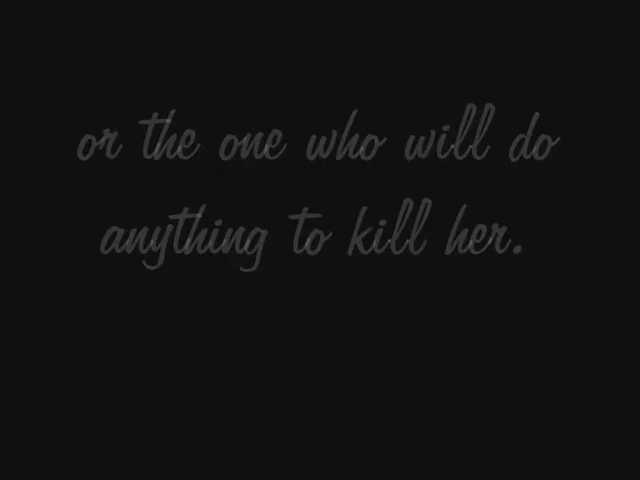 or the one who will do
anything to kill her.